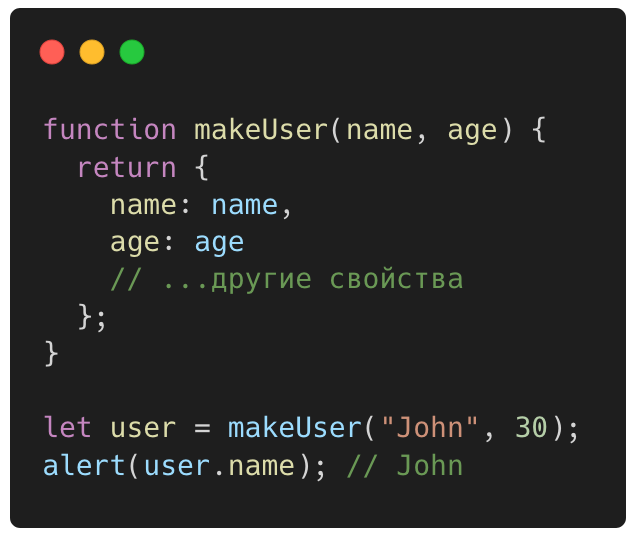 function makeUser(name, age) {
  return {
    name: name,
    age: age
    // ...другие свойства
  };
}

let user = makeUser("John", 30);
alert(user.name); // John